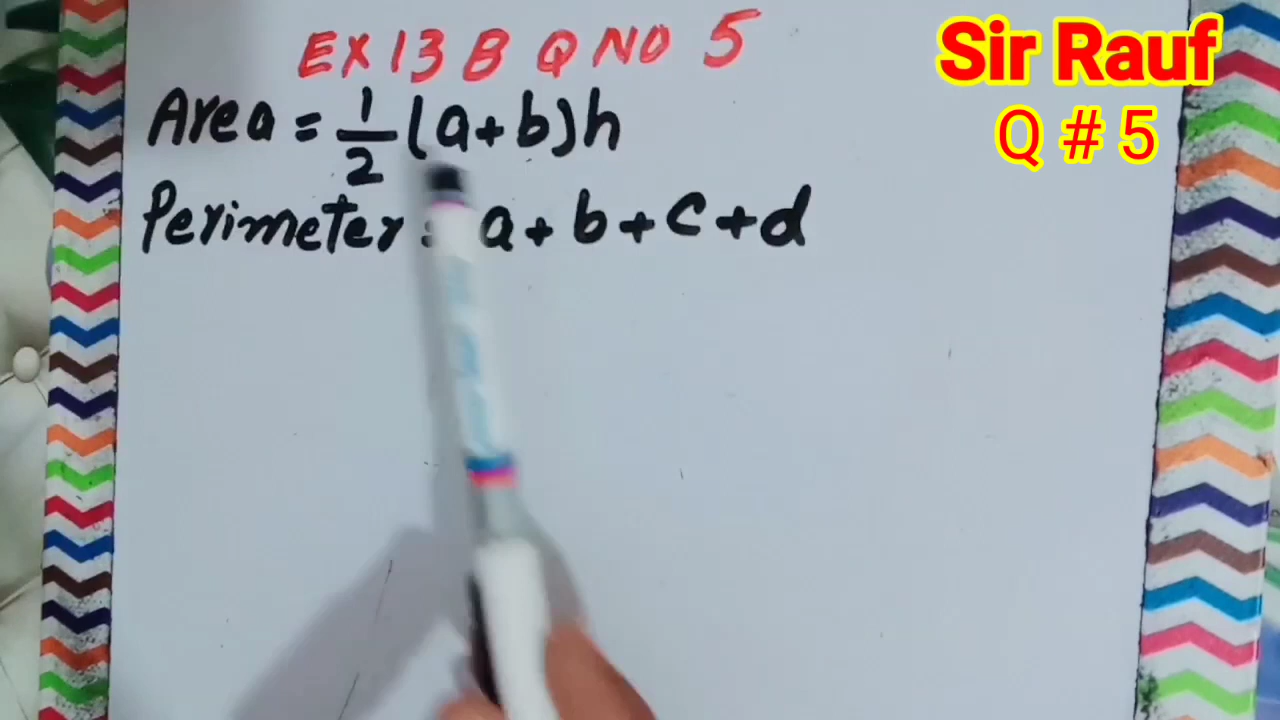 EX 13 B Q NO 5
Sir Rauf
Q # 5
Area = 1/2 (a+b)h
Perimeter = a + b + c + d